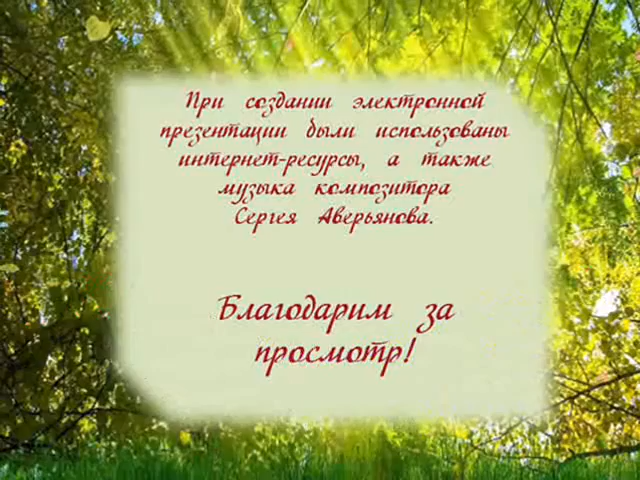 При создании электронной
презентации были использованы
интернет-ресурсы, а также
музыка композитора
Сергея Аверьянова.
Благодарим за
просмотр!